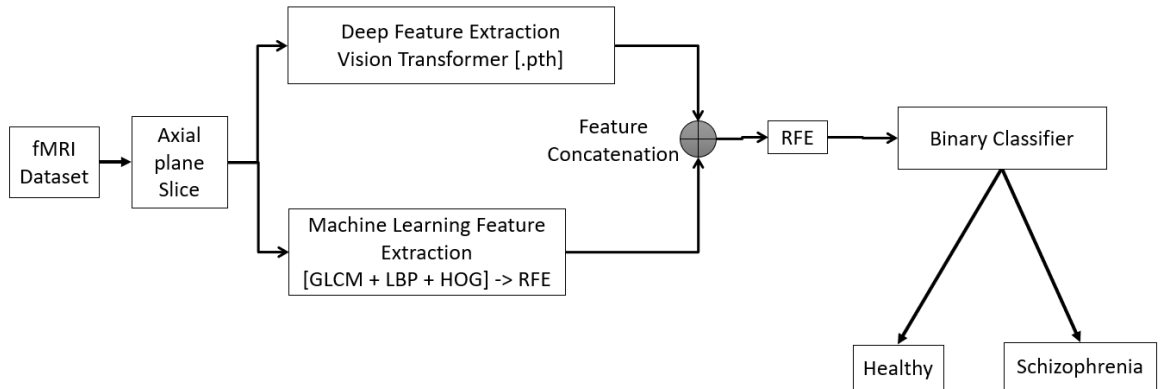 fMRI
Dataset
Axial
plane
Slice
Deep Feature Extraction
Vision Transformer [.pth]
Machine Learning Feature
Extraction
[GLCM + LBP + HOG] -> RFE
Feature
Concatenation
RFE
Binary Classifier
Healthy
Schizophrenia